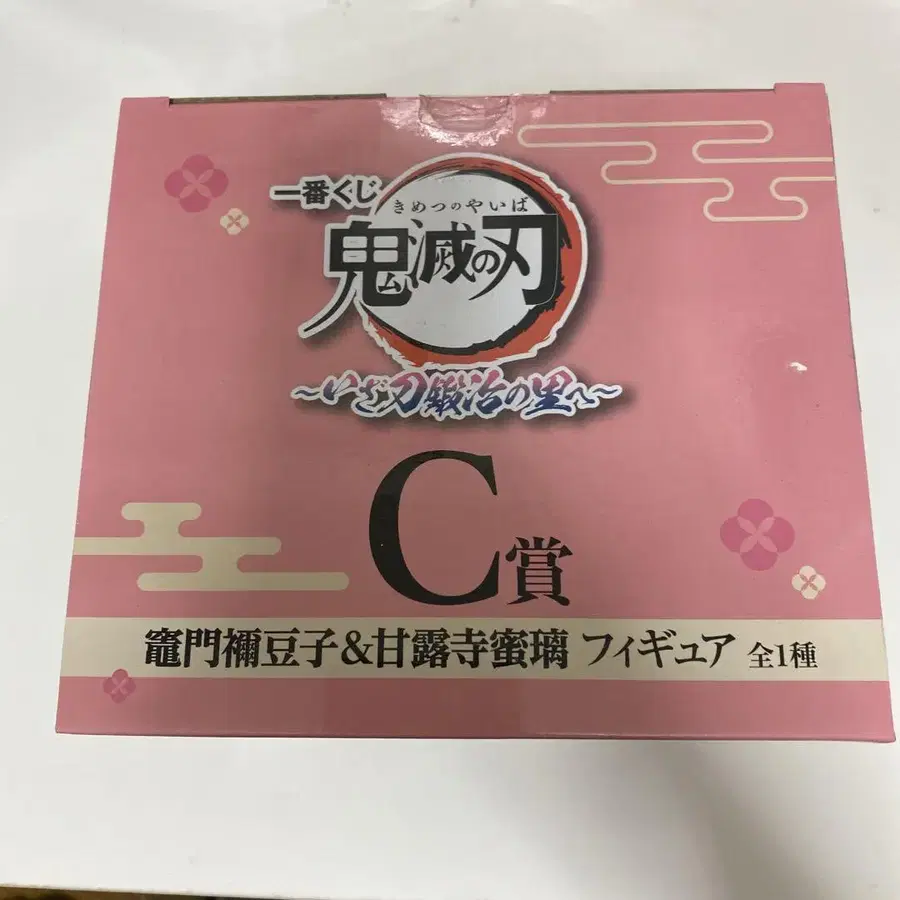 一番くじ
きめつのやいば
鬼滅の刃
～いざ刀鍛冶の里へ～
C賞
竈門禰豆子&甘露寺蜜璃 フィギュア 全1種